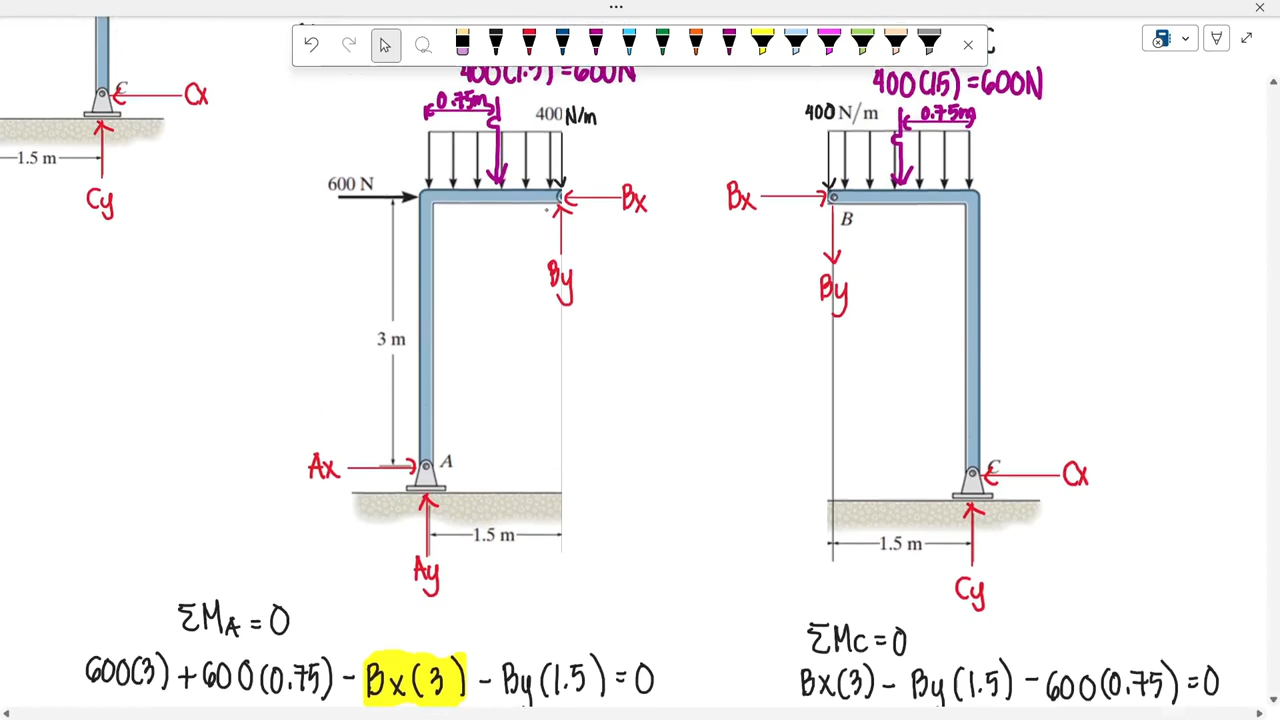 400(1.5) = 600N
400(1.5) = 600N
0.75m
400 N/m
400 N/m
0.75m
C
Cx
1.5 m
Cy
600 N
Bx
Bx
B
By
By
3 m
Ax
A
C
Cx
1.5 m
1.5 m
Ay
Cy
ΣMA = 0
ΣMC = 0
600(3) + 600(0.75) - Bx(3) - By(1.5) = 0
Bx(3) - By(1.5) - 600(0.75) = 0